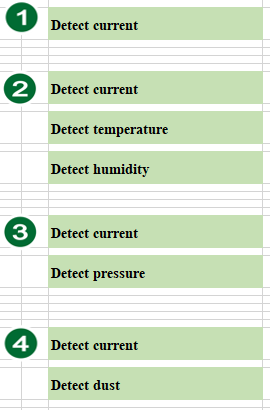 1 Detect current
2 Detect current
Detect temperature
Detect humidity
3 Detect current
Detect pressure
4 Detect current
Detect dust